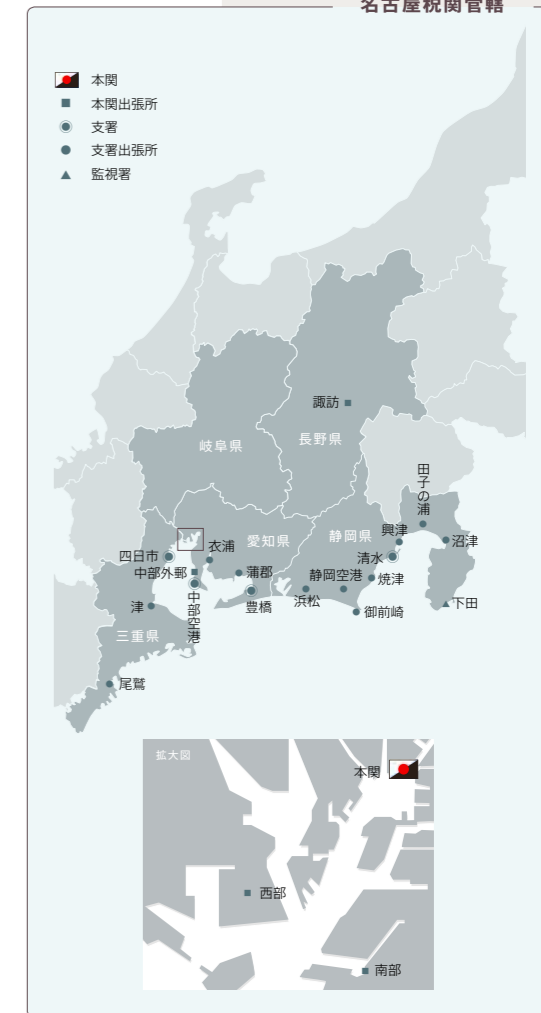 名古屋税関管轄
本関
本関出張所
支署
支署出張所
監視署
諏訪
長野県
岐阜県
田子の浦
興津
沼津
愛知県
静岡県
衣浦
四日市
清水
中部外郵
蒲郡
静岡空港
焼津
中部空港
豊橋
浜松
御前崎
下田
津
三重県
尾鷲
拡大図
本関
西部
南部